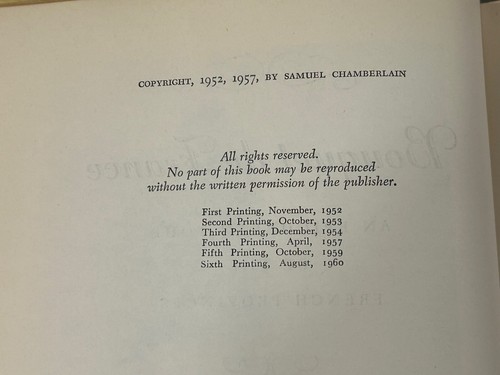 COPYRIGHT, 1952, 1957, BY SAMUEL CHAMBERLAIN
All rights reserved.
No part of this book may be reproduced
without the written permission of the publisher.
First Printing, November, 1952
Second Printing, October, 1953
Third Printing, December, 1954
Fourth Printing, April, 1957
Fifth Printing, October, 1959
Sixth Printing, August, 1960